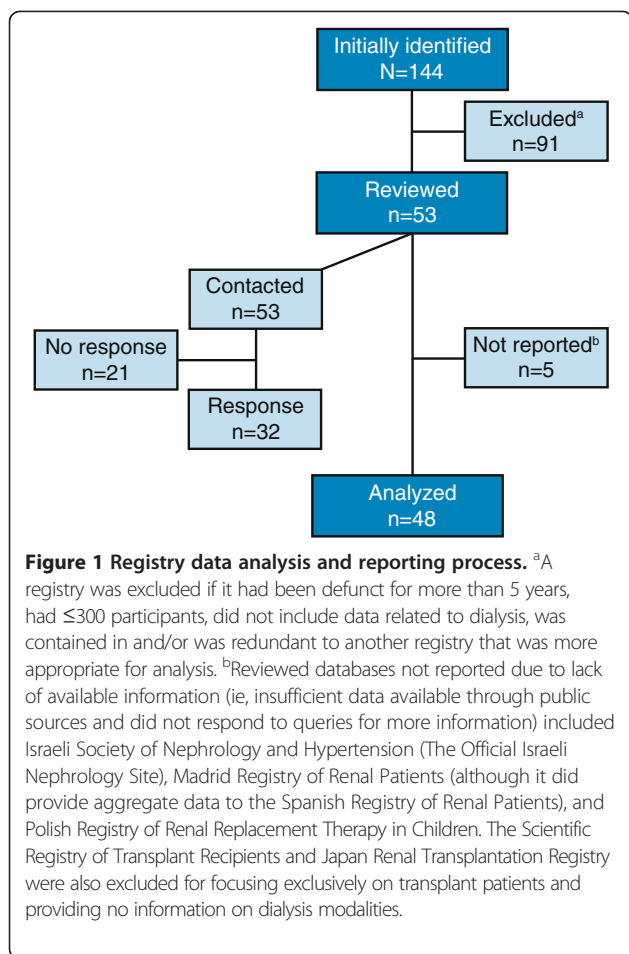 Initially identified
N=144
Excludedᵃ
n=91
Reviewed
n=53
Contacted
n=53
No response
n=21
Not reportedᵇ
n=5
Response
n=32
Analyzed
n=48
Figure 1 Registry data analysis and reporting process. ᵃA
registry was excluded if it had been defunct for more than 5 years,
had ≤300 participants, did not include data related to dialysis, was
contained in and/or was redundant to another registry that was more
appropriate for analysis. ᵇReviewed databases not reported due to lack
of available information (ie, insufficient data available through public
sources and did not respond to queries for more information) included
Israeli Society of Nephrology and Hypertension (The Official Israeli
Nephrology Site), Madrid Registry of Renal Patients (although it did
provide aggregate data to the Spanish Registry of Renal Patients), and
Polish Registry of Renal Replacement Therapy in Children. The Scientific
Registry of Transplant Recipients and Japan Renal Transplantation Registry
were also excluded for focusing exclusively on transplant patients and
providing no information on dialysis modalities.